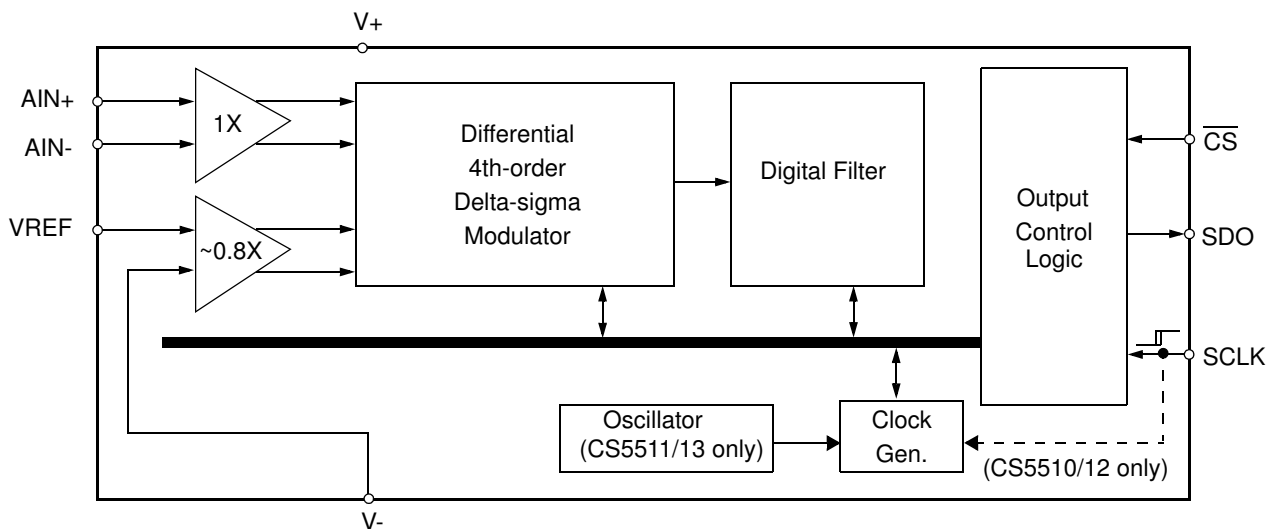 V+
AIN+
AIN-
VREF
1X
~0.8X
Differential
4th-order
Delta-sigma
Modulator
Digital Filter
Output
Control
Logic
CS
SDO
SCLK
Oscillator
(CS5511/13 only)
Clock
Gen.
(CS5510/12 only)
V-